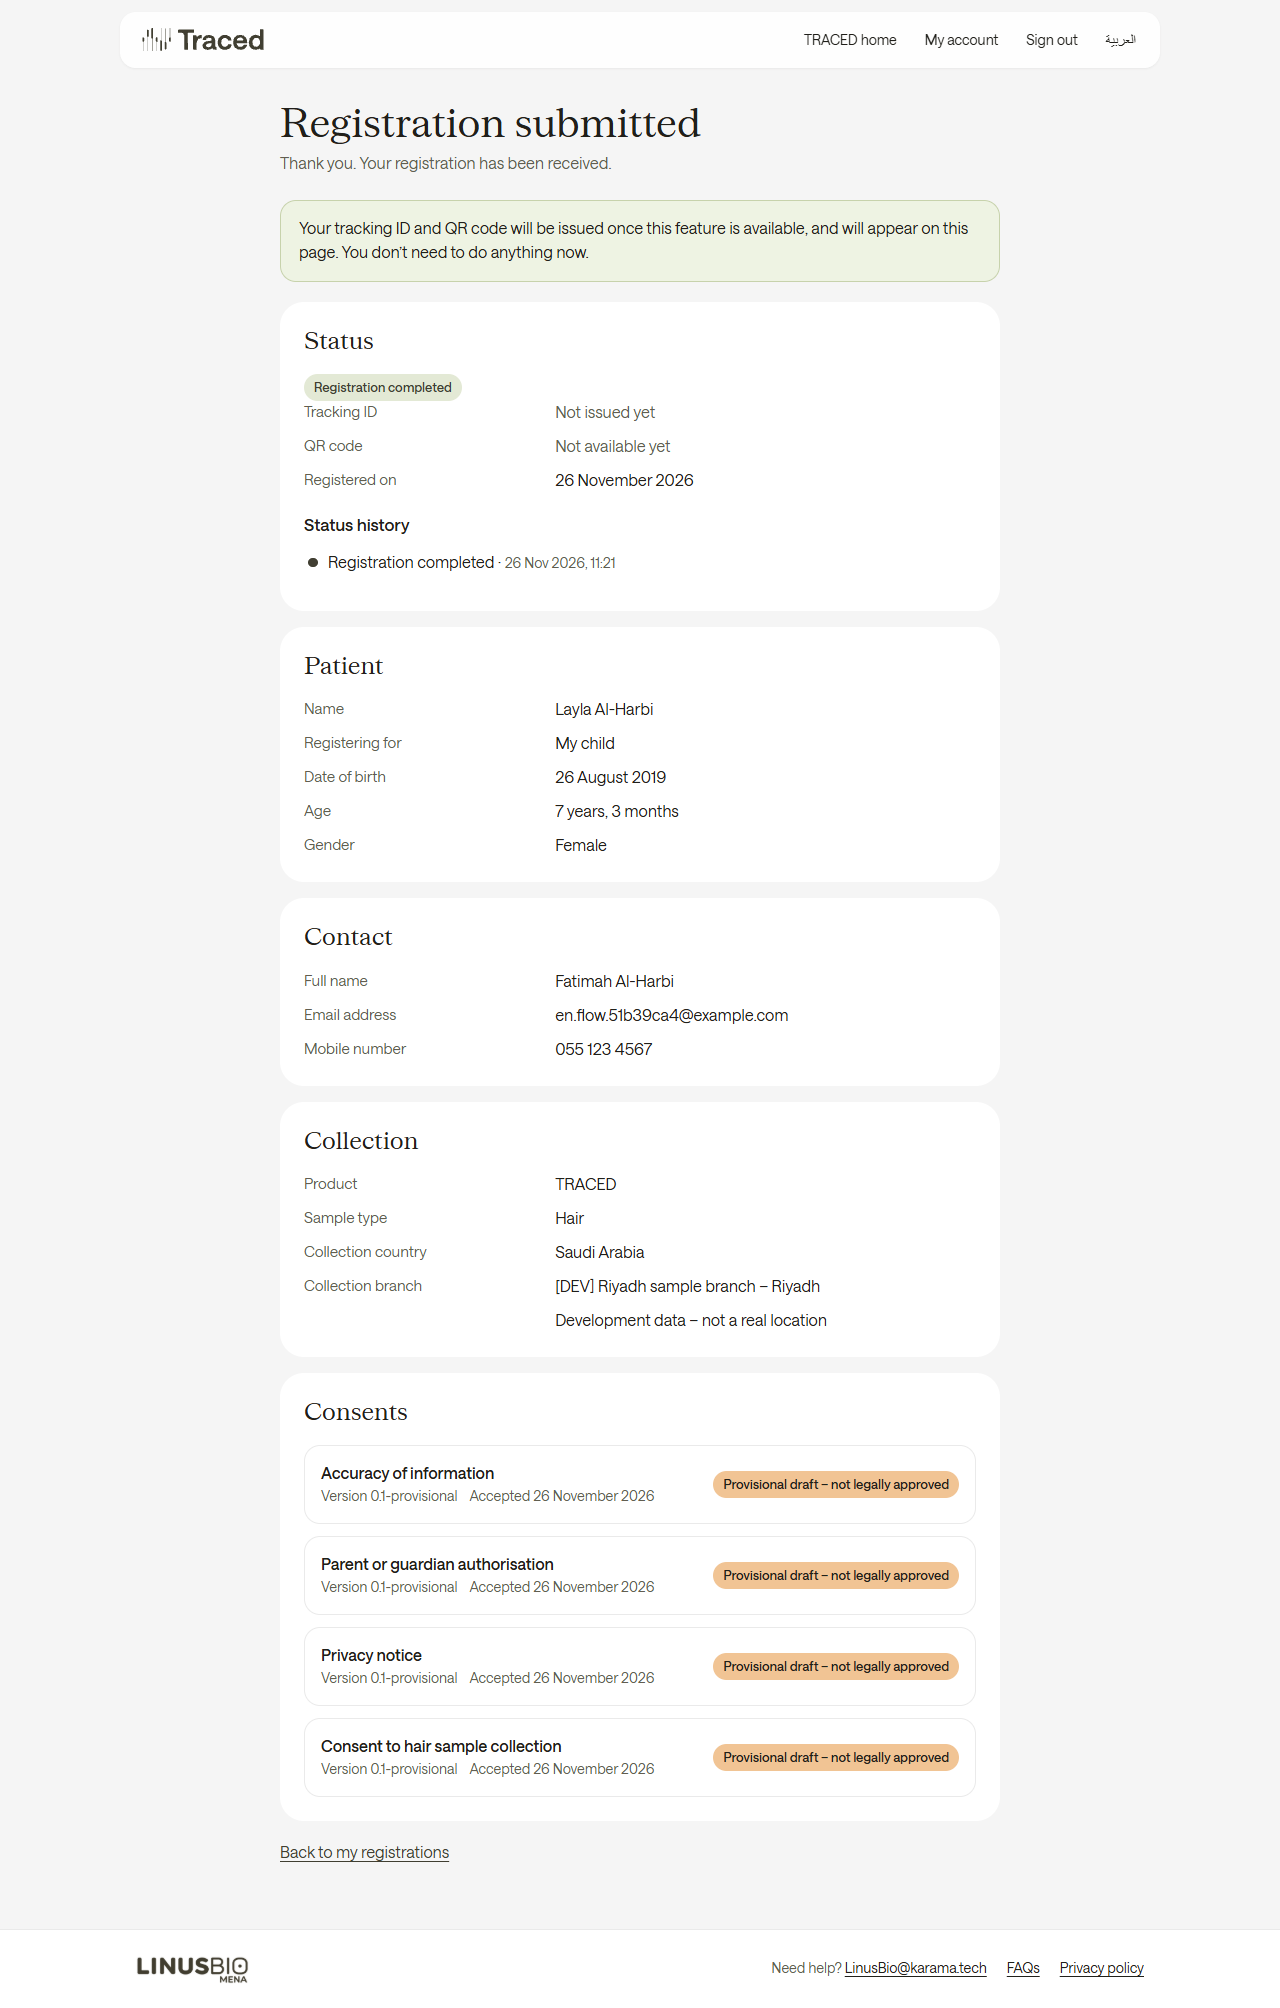 Traced
TRACED home
My account
Sign out
العربية
Registration submitted
Thank you. Your registration has been received.
Your tracking ID and QR code will be issued once this feature is available, and will appear on this
page. You don't need to do anything now.
Status
Registration completed
Tracking ID Not issued yet
QR code Not available yet
Registered on 26 November 2026
Status history
Registration completed · 26 Nov 2026, 11:21
Patient
Name Layla Al-Harbi
Registering for My child
Date of birth 26 August 2019
Age 7 years, 3 months
Gender Female
Contact
Full name Fatimah Al-Harbi
Email address en.flow.51b39ca4@example.com
Mobile number 055 123 4567
Collection
Product TRACED
Sample type Hair
Collection country Saudi Arabia
Collection branch [DEV] Riyadh sample branch – Riyadh
Development data – not a real location
Consents
Accuracy of information
Version 0.1-provisional Accepted 26 November 2026
Provisional draft – not legally approved
Parent or guardian authorisation
Version 0.1-provisional Accepted 26 November 2026
Provisional draft – not legally approved
Privacy notice
Version 0.1-provisional Accepted 26 November 2026
Provisional draft – not legally approved
Consent to hair sample collection
Version 0.1-provisional Accepted 26 November 2026
Provisional draft – not legally approved
Back to my registrations
LINUSBIO
MENA
Need help? LinusBio@karama.tech FAQs Privacy policy